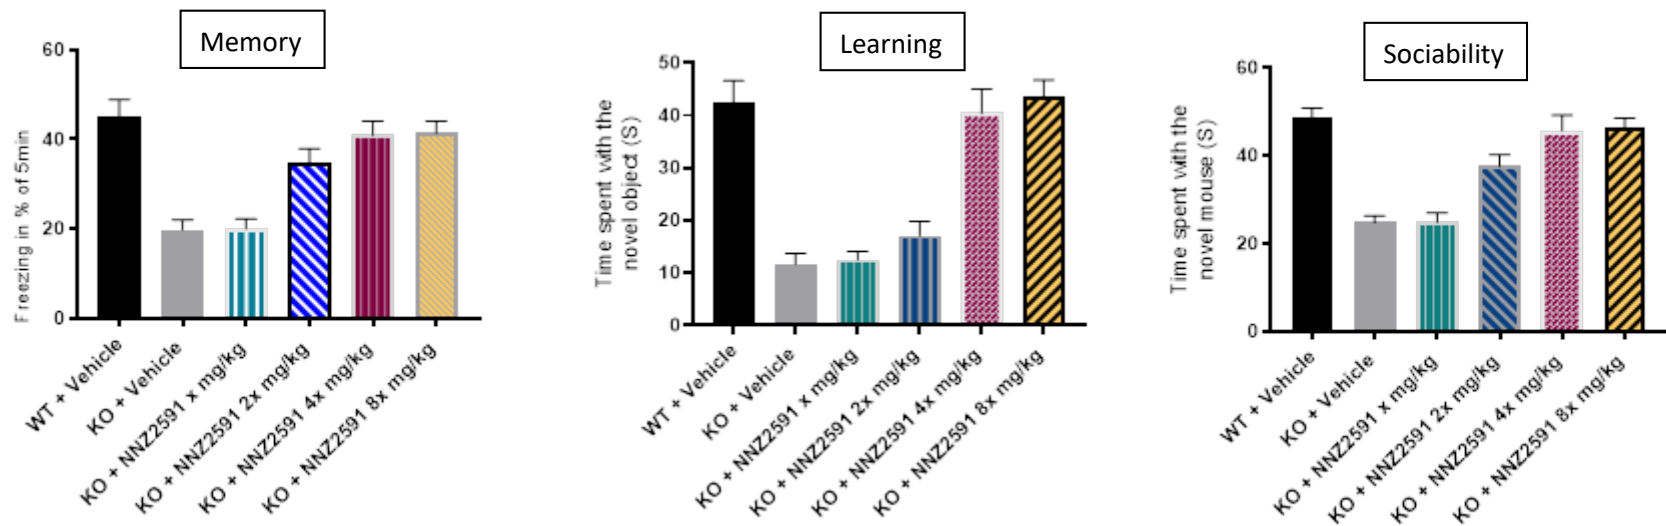 Memory
Freezing in % of 5min
60
40
20
0
WT + Vehicle
KO + Vehicle
KO + NNZ2591 x mg/kg
KO + NNZ2591 2x mg/kg
KO + NNZ2591 4x mg/kg
KO + NNZ2591 8x mg/kg
Learning
Time spent with the
novel object (S)
50
40
30
20
10
0
WT + Vehicle
KO + Vehicle
KO + NNZ2591 x mg/kg
KO + NNZ2591 2x mg/kg
KO + NNZ2591 4x mg/kg
KO + NNZ2591 8x mg/kg
Sociability
Time spent with the
novel mouse (S)
60
40
20
0
WT + Vehicle
KO + Vehicle
KO + NNZ2591 x mg/kg
KO + NNZ2591 2x mg/kg
KO + NNZ2591 4x mg/kg
KO + NNZ2591 8x mg/kg